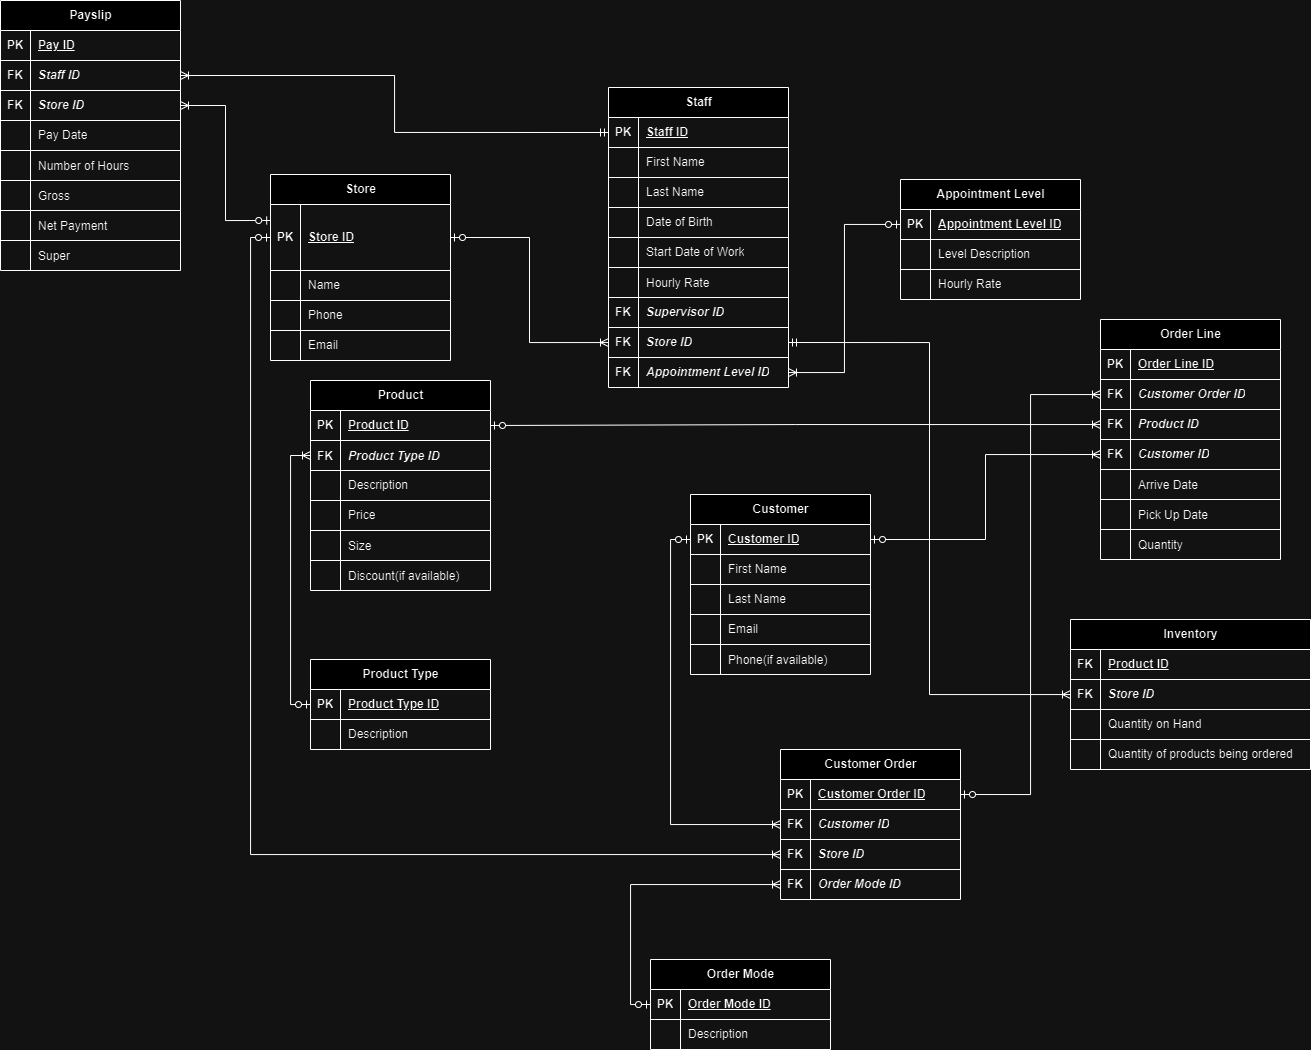 Payslip
PK Pay ID
FK Staff ID
FK Store ID
Pay Date
Number of Hours
Gross
Net Payment
Super
Staff
PK Staff ID
First Name
Last Name
Date of Birth
Start Date of Work
Hourly Rate
FK Supervisor ID
FK Store ID
FK Appointment Level ID
Store
PK Store ID
Name
Phone
Email
Appointment Level
PK Appointment Level ID
Level Description
Hourly Rate
Order Line
PK Order Line ID
FK Customer Order ID
FK Product ID
FK Customer ID
Arrive Date
Pick Up Date
Quantity
Product
PK Product ID
FK Product Type ID
Description
Price
Size
Discount(if available)
Customer
PK Customer ID
First Name
Last Name
Email
Phone(if available)
Inventory
FK Product ID
FK Store ID
Quantity on Hand
Quantity of products being ordered
Product Type
PK Product Type ID
Description
Customer Order
PK Customer Order ID
FK Customer ID
FK Store ID
FK Order Mode ID
Order Mode
PK Order Mode ID
Description